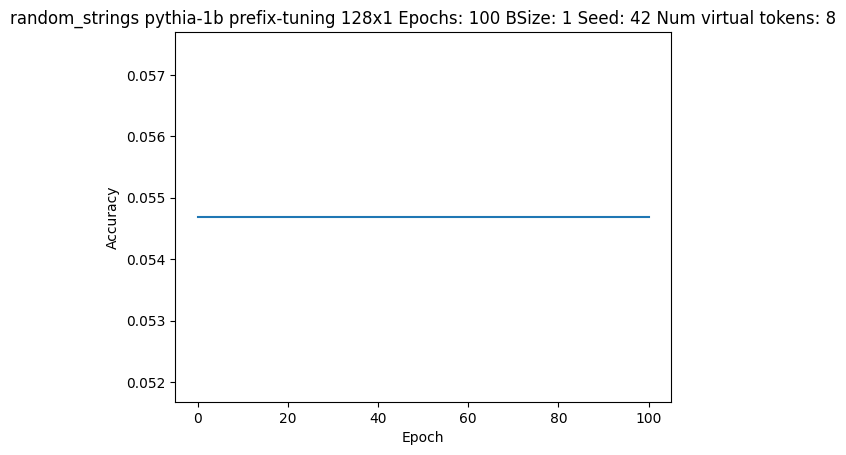 random_strings pythia-1b prefix-tuning 128x1 Epochs: 100 BSize: 1 Seed: 42 Num virtual tokens: 8
0.057
0.056
0.055
0.054
0.053
0.052
Accuracy
0 20 40 60 80 100
Epoch